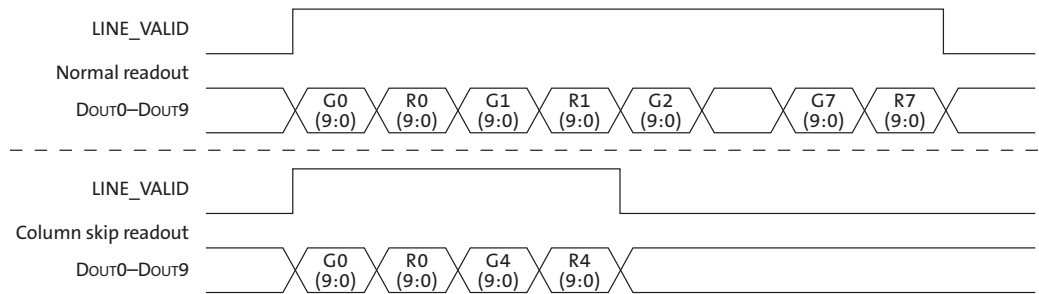 LINE_VALID
Normal readout
DOUT0–DOUT9
G0 R0 G1 R1 G2 G7 R7
(9:0) (9:0) (9:0) (9:0) (9:0) (9:0) (9:0)
LINE_VALID
Column skip readout
DOUT0–DOUT9
G0 R0 G4 R4
(9:0) (9:0) (9:0) (9:0)